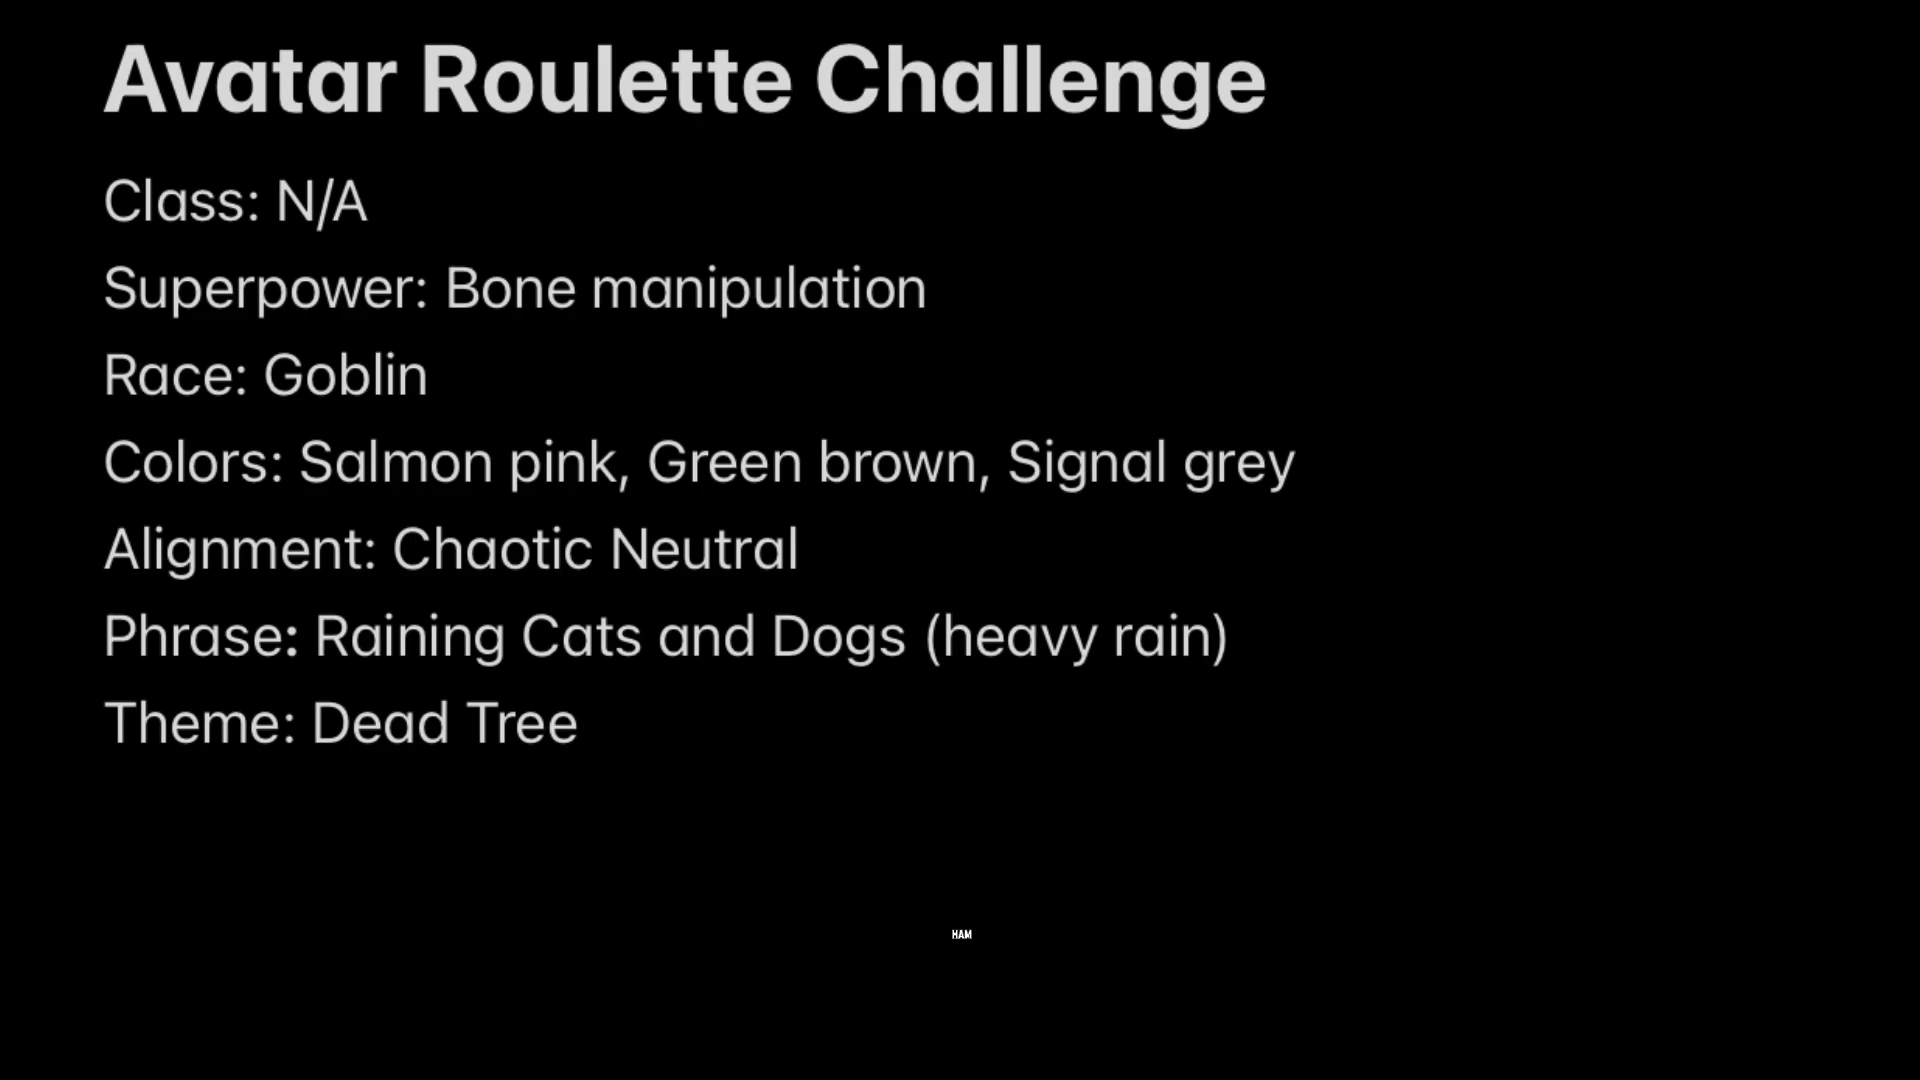 Avatar Roulette Challenge
Class: N/A
Superpower: Bone manipulation
Race: Goblin
Colors: Salmon pink, Green brown, Signal grey
Alignment: Chaotic Neutral
Phrase: Raining Cats and Dogs (heavy rain)
Theme: Dead Tree
HAM